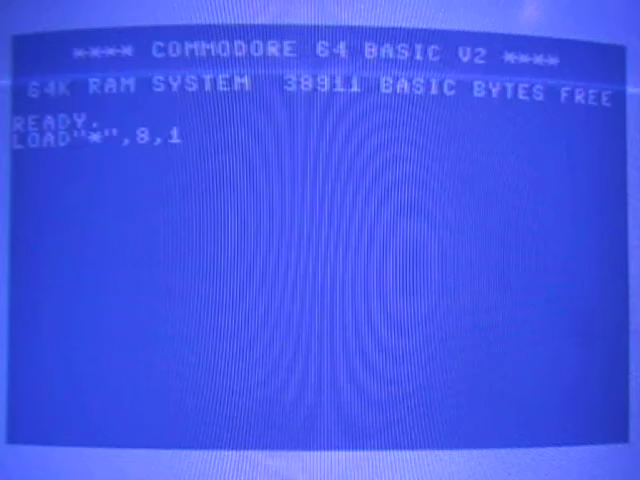 **** COMMODORE 64 BASIC V2 ****
64K RAM SYSTEM  38911 BASIC BYTES FREE
READY.
LOAD"*",8,1